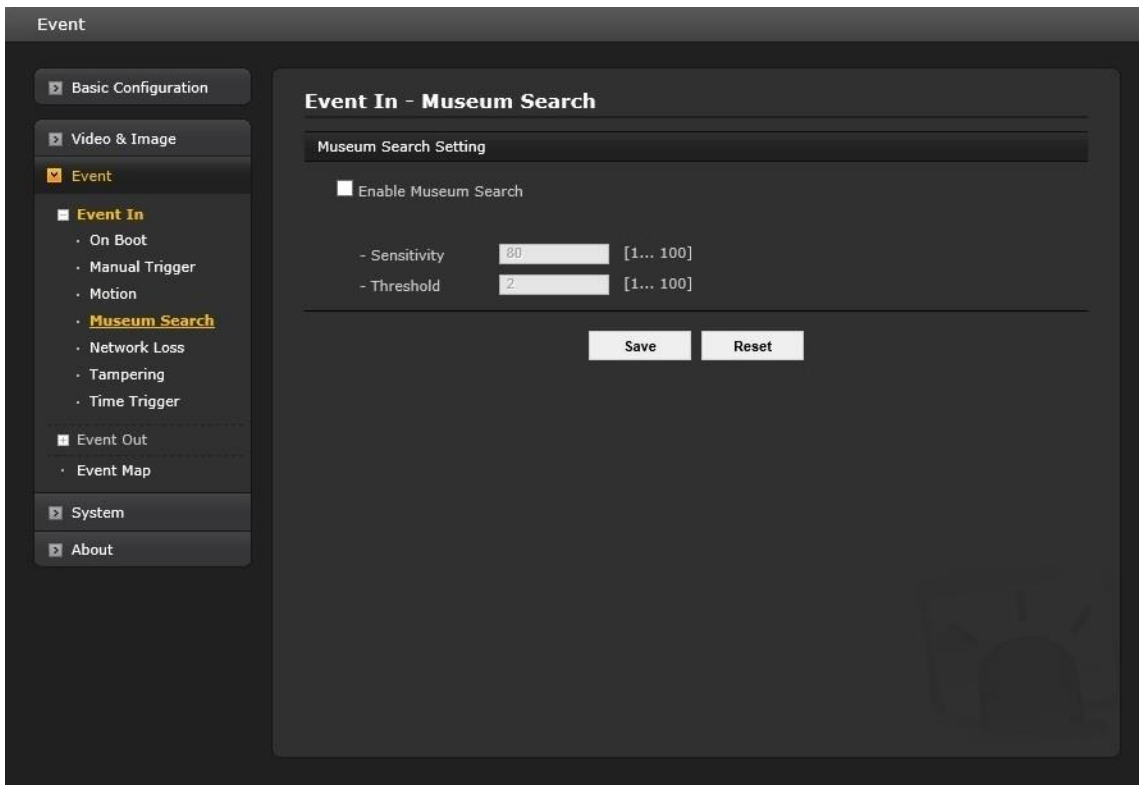 Event
Basic Configuration
Video & Image
Event
Event In
· On Boot
· Manual Trigger
· Motion
· Museum Search
· Network Loss
· Tampering
· Time Trigger
Event Out
· Event Map
System
About
Event In - Museum Search
Museum Search Setting
Enable Museum Search
- Sensitivity 80 [1... 100]
- Threshold 2 [1... 100]
Save Reset